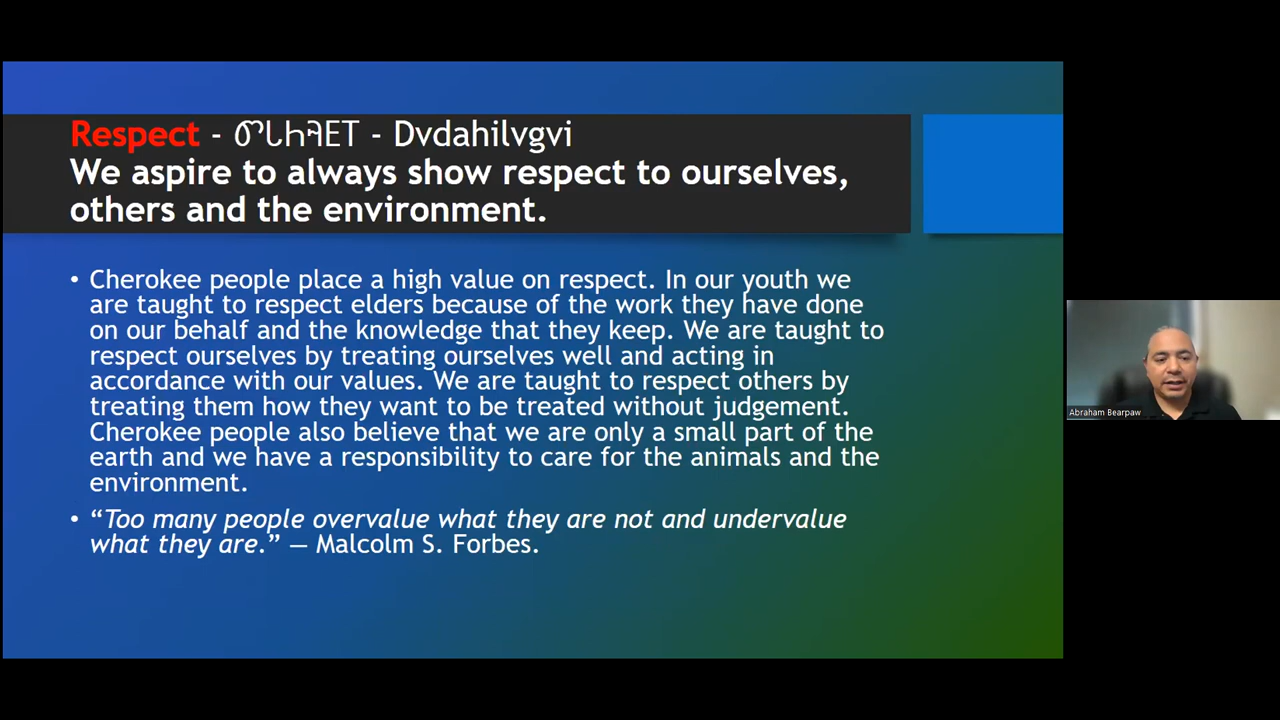 Respect - ᏛᏓᏂᎸᎬᎢ - Dvdahilvgvi
We aspire to always show respect to ourselves,
others and the environment.
• Cherokee people place a high value on respect. In our youth we
are taught to respect elders because of the work they have done
on our behalf and the knowledge that they keep. We are taught to
respect ourselves by treating ourselves well and acting in
accordance with our values. We are taught to respect others by
treating them how they want to be treated without judgement.
Cherokee people also believe that we are only a small part of the
earth and we have a responsibility to care for the animals and the
environment.
• “Too many people overvalue what they are not and undervalue
what they are.” — Malcolm S. Forbes.
Abraham Bearpaw